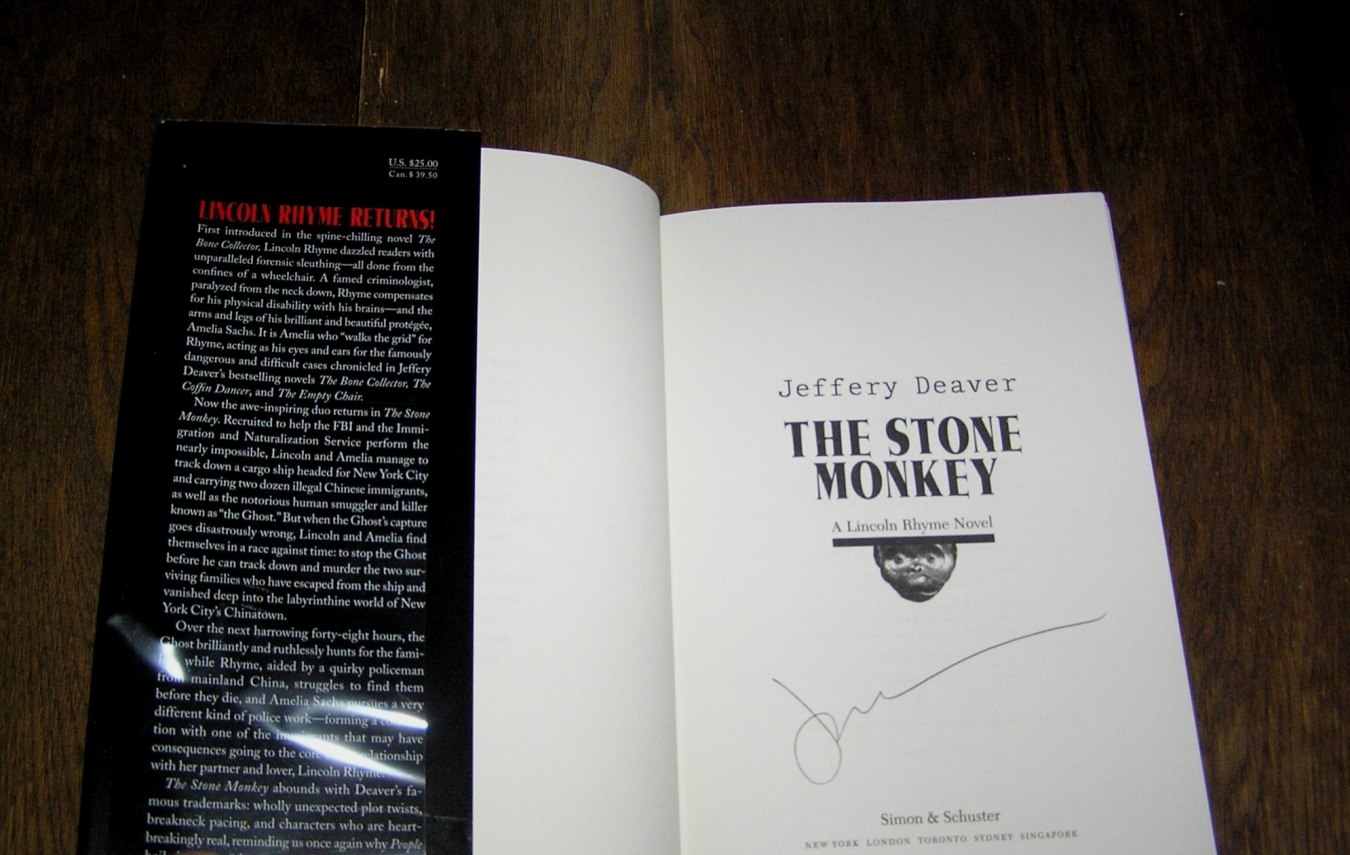 U.S. $25.00
Can. $ 39.50
LINCOLN RHYME RETURNS!
First introduced in the spine-chilling novel The
Bone Collector, Lincoln Rhyme dazzled readers with
unparalleled forensic sleuthing—all done from the
confines of a wheelchair. A famed criminologist,
paralyzed from the neck down, Rhyme compensates
for his physical disability with his brains—and the
arms and legs of his brilliant and beautiful protégée,
Amelia Sachs. It is Amelia who “walks the grid” for
Rhyme, acting as his eyes and ears for the famously
dangerous and difficult cases chronicled in Jeffery
Deaver’s bestselling novels The Bone Collector, The
Coffin Dancer, and The Empty Chair.
Now the awe-inspiring duo returns in The Stone
Monkey. Recruited to help the FBI and the Immi-
gration and Naturalization Service perform the
nearly impossible, Lincoln and Amelia manage to
track down a cargo ship headed for New York City
and carrying two dozen illegal Chinese immigrants,
as well as the notorious human smuggler and killer
known as “the Ghost.” But when the Ghost’s capture
goes disastrously wrong, Lincoln and Amelia find
themselves in a race against time: to stop the Ghost
before he can track down and murder the two sur-
viving families who have escaped from the ship and
vanished deep into the labyrinthine world of New
York City’s Chinatown.
Over the next harrowing forty-eight hours, the
Ghost brilliantly and ruthlessly hunts for the fami-
while Rhyme, aided by a quirky policeman
from mainland China, struggles to find them
before they die, and Amelia Sachs pursues a very
different kind of police work—forming a
tion with one of the immigrants that may have
consequences going to the core relationship
with her partner and lover, Lincoln Rhyme.
The Stone Monkey abounds with Deaver’s fa-
mous trademarks: wholly unexpected plot twists,
breakneck pacing, and characters who are heart-
breakingly real, reminding us once again why People
Jeffery Deaver
THE STONE
MONKEY
A Lincoln Rhyme Novel
Simon & Schuster
NEW YORK LONDON TORONTO SYDNEY SINGAPORE